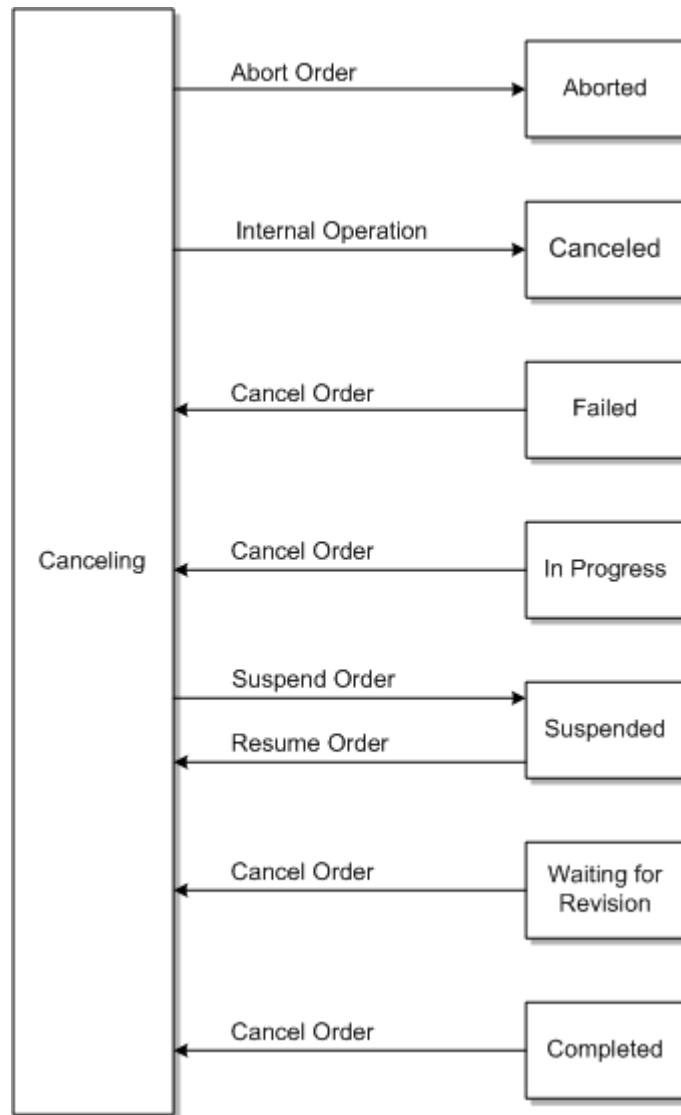 Abort Order
Aborted
Internal Operation
Canceled
Cancel Order
Failed
Canceling
Cancel Order
In Progress
Suspend Order
Suspended
Resume Order
Cancel Order
Waiting for
Revision
Cancel Order
Completed